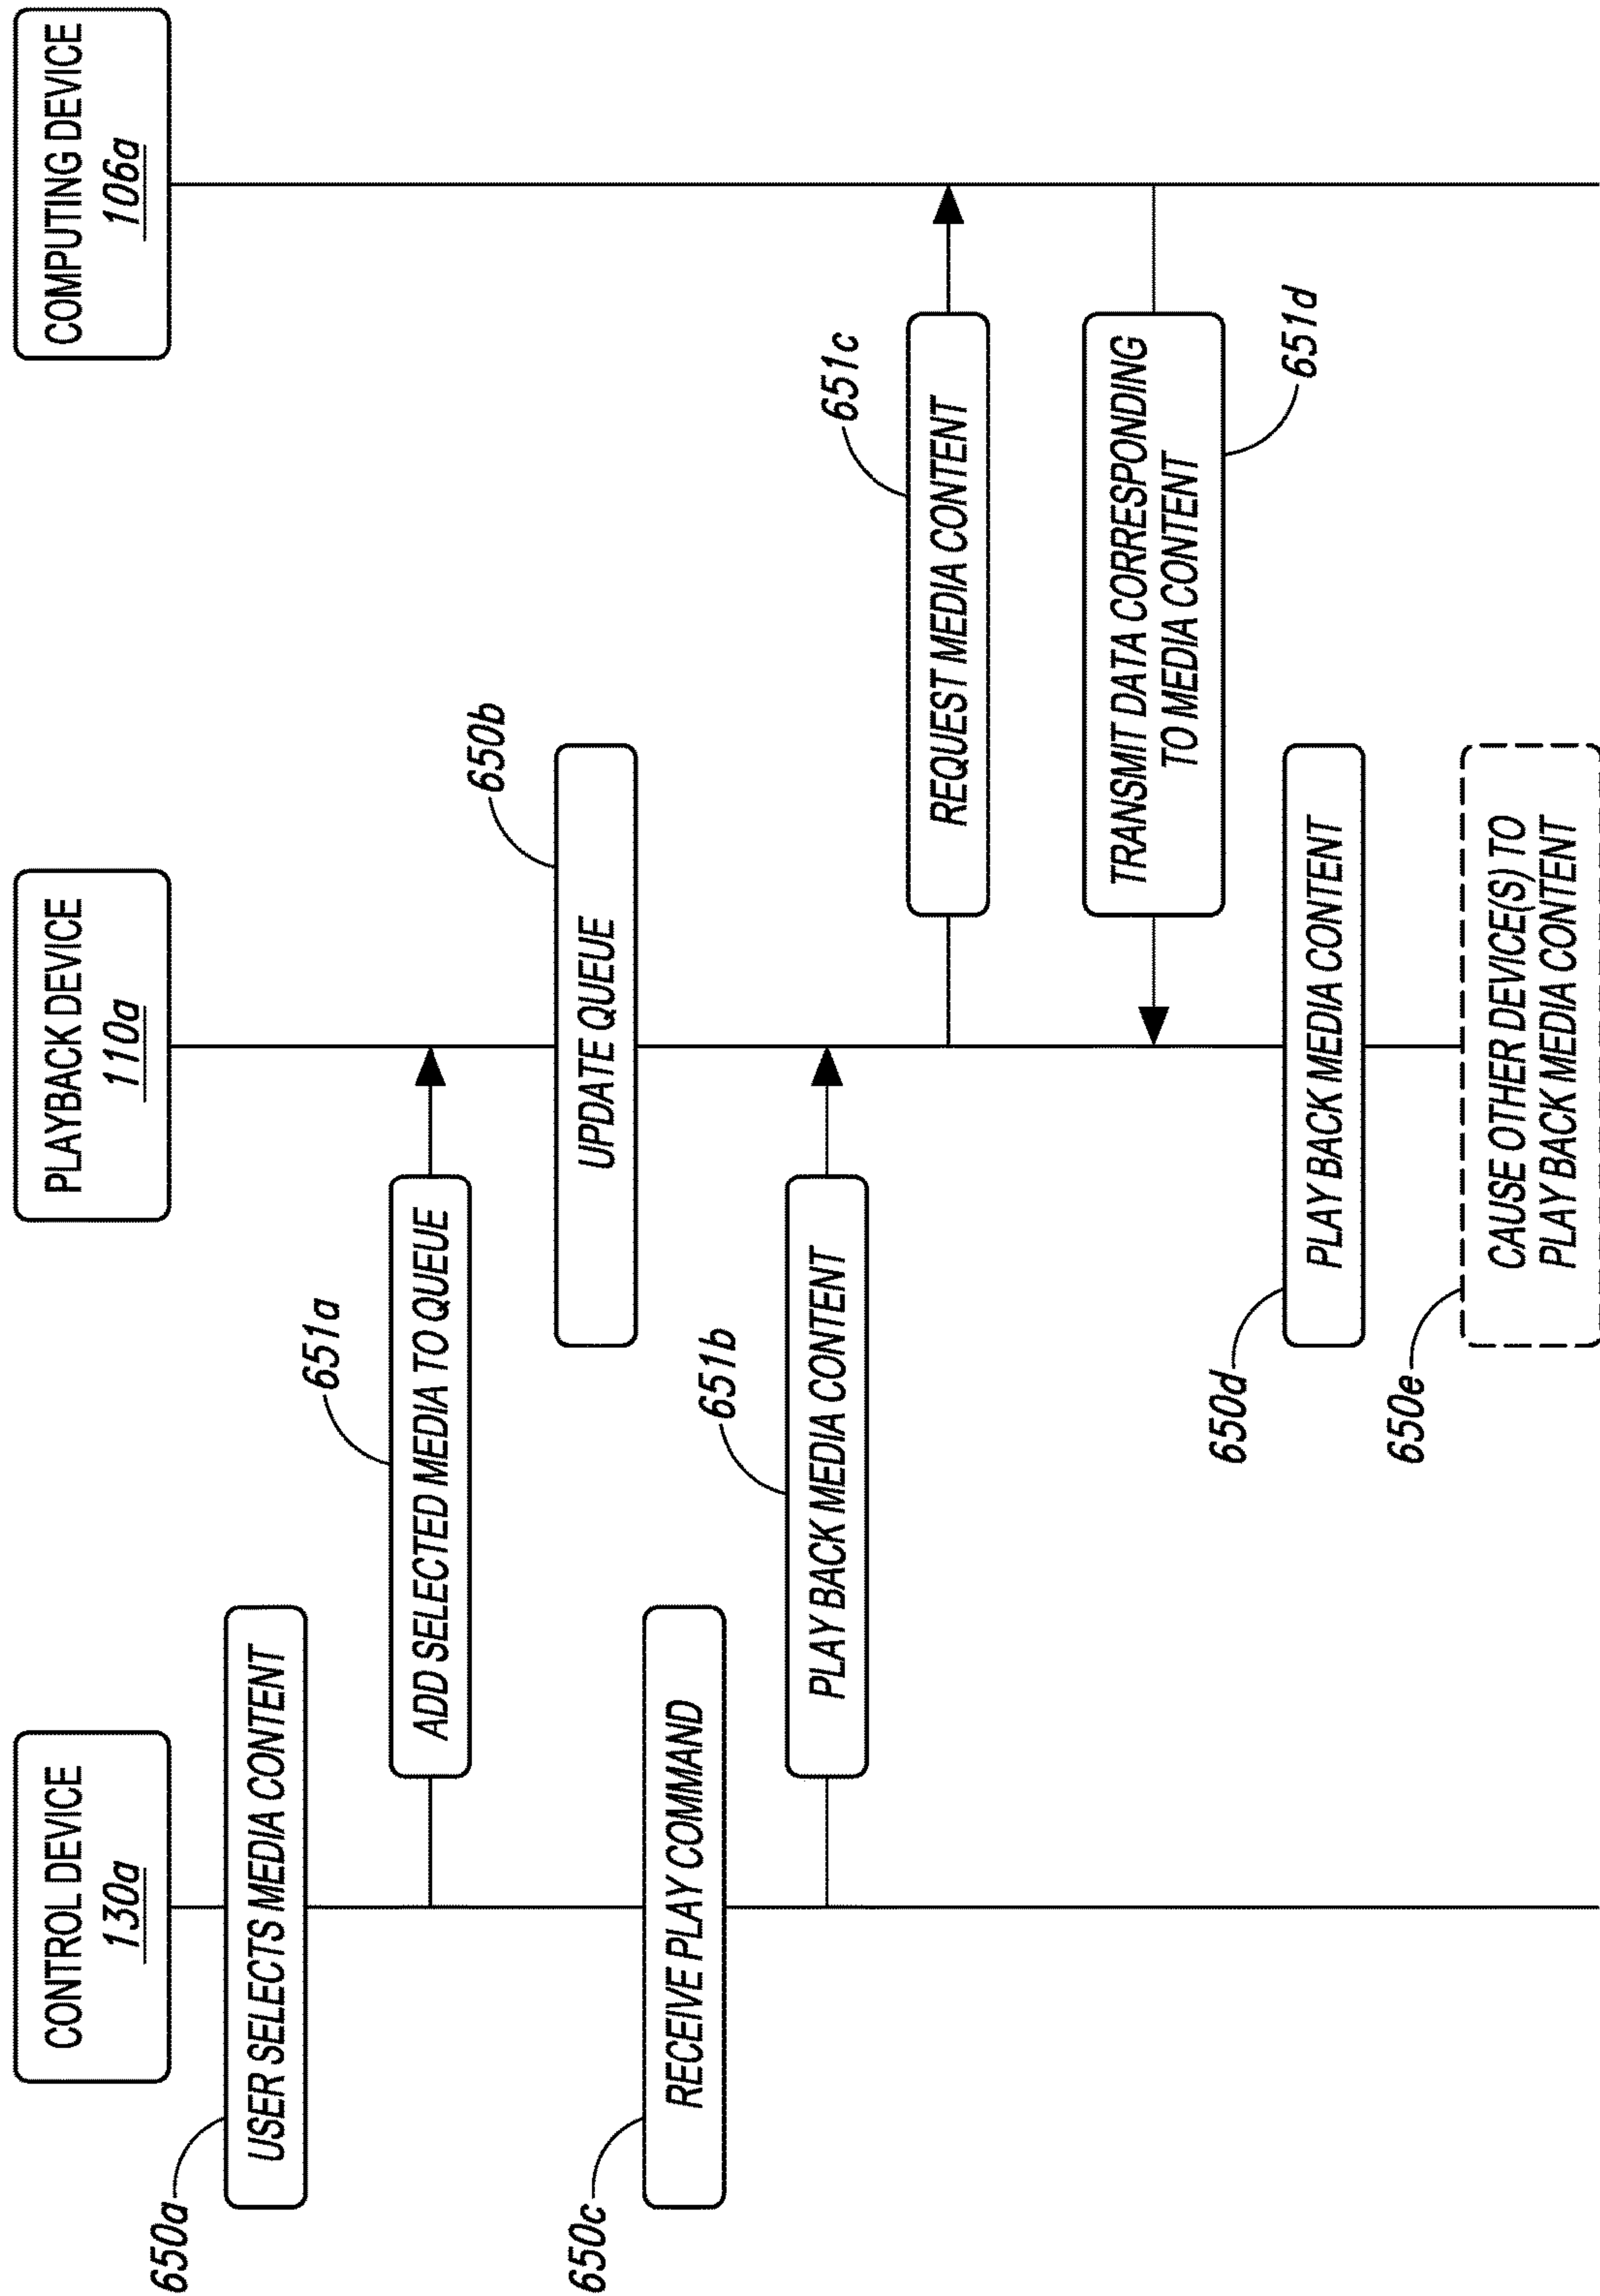 CONTROL DEVICE
130a
PLAYBACK DEVICE
110a
COMPUTING DEVICE
106a
650a
USER SELECTS MEDIA CONTENT
651a
ADD SELECTED MEDIA TO QUEUE
650b
UPDATE QUEUE
650c
RECEIVE PLAY COMMAND
651b
PLAY BACK MEDIA CONTENT
651c
REQUEST MEDIA CONTENT
TRANSMIT DATA CORRESPONDING
TO MEDIA CONTENT
651d
650d
PLAY BACK MEDIA CONTENT
650e
CAUSE OTHER DEVICE(S) TO
PLAY BACK MEDIA CONTENT